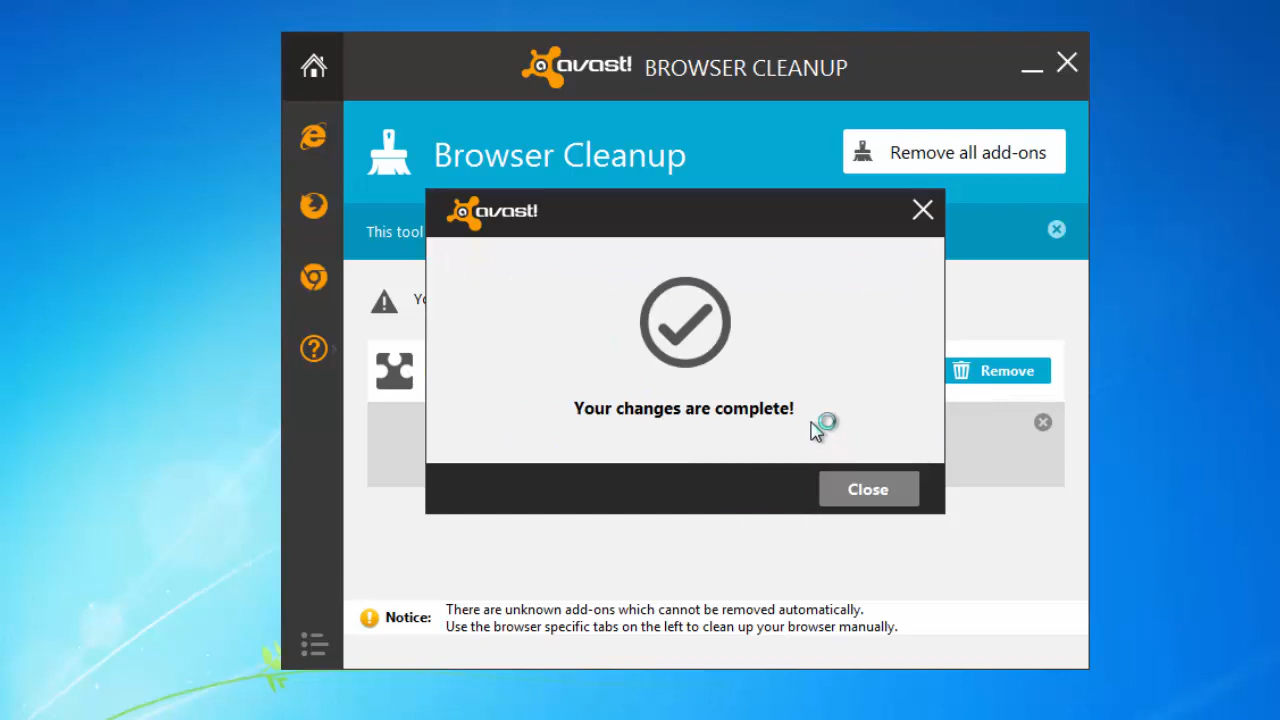 avast! BROWSER CLEANUP
Browser Cleanup
Remove all add-ons
avast!
This tool
Your changes are complete!
Remove
Close
Notice:
There are unknown add-ons which cannot be removed automatically.
Use the browser specific tabs on the left to clean up your browser manually.